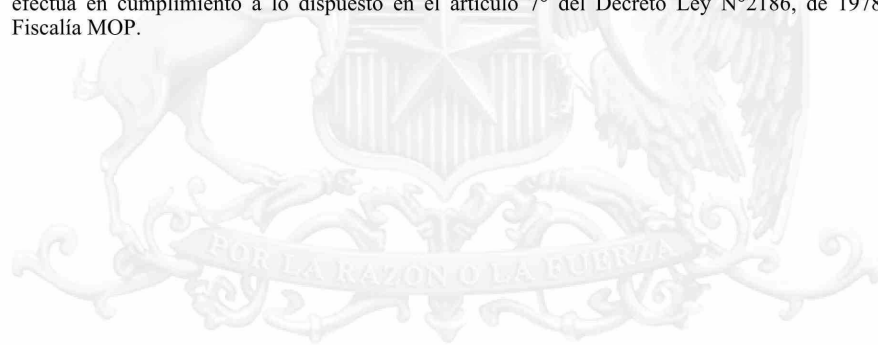 efectúa en cumplimiento a lo dispuesto en el artículo 7° del Decreto Ley N°2186, de 1978
Fiscalía MOP.
POR LA RAZON O LA FUERZA